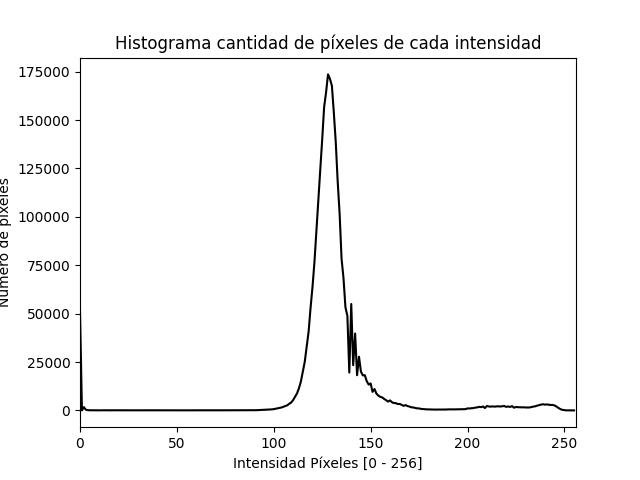 Histograma cantidad de píxeles de cada intensidad
175000
150000
125000
100000
75000
50000
25000
0
Número de píxeles
0 50 100 150 200 250
Intensidad Píxeles [0 - 256]